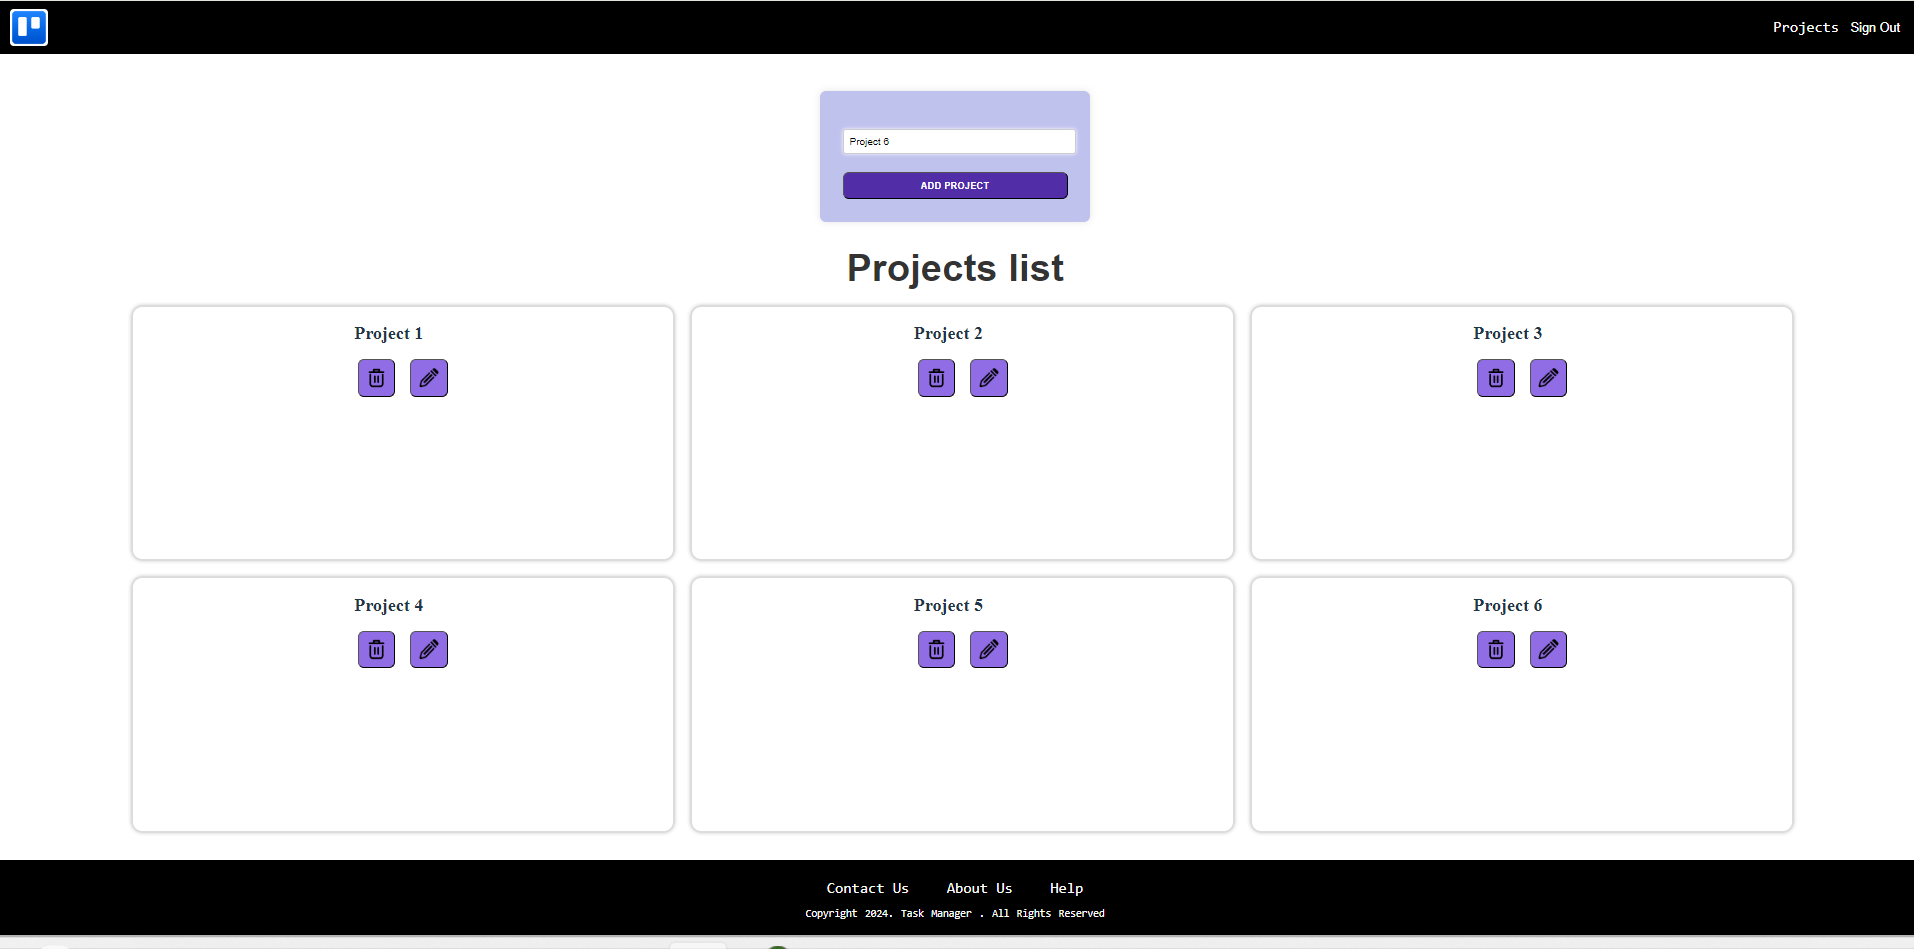 Projects Sign Out
Project 6
ADD PROJECT
Projects list
Project 1
Project 2
Project 3
Project 4
Project 5
Project 6
Contact Us About Us Help
Copyright 2024. Task Manager . All Rights Reserved